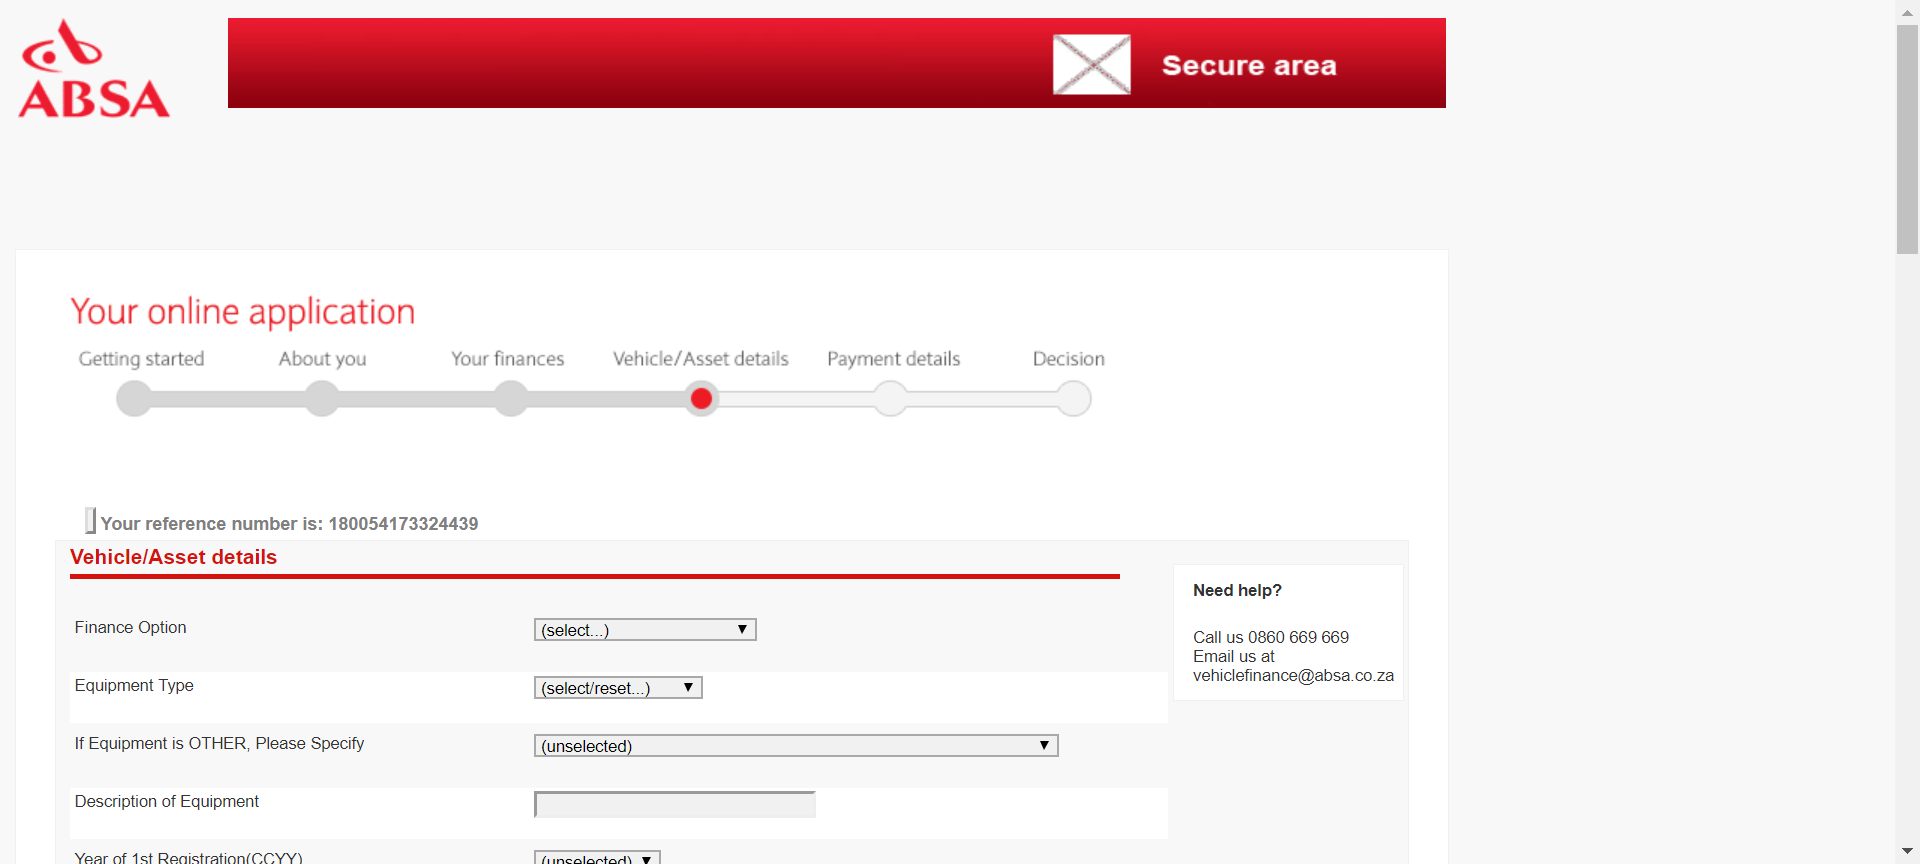 ABSA
Secure area
Your online application
Getting started About you Your finances Vehicle/Asset details Payment details Decision
Your reference number is: 180054173324439
Vehicle/Asset details
Need help?
Call us 0860 669 669
Email us at
vehiclefinance@absa.co.za
Finance Option (select...)
Equipment Type (select/reset...)
If Equipment is OTHER, Please Specify (unselected)
Description of Equipment
Year of 1st Registration(CCYY) (unselected)